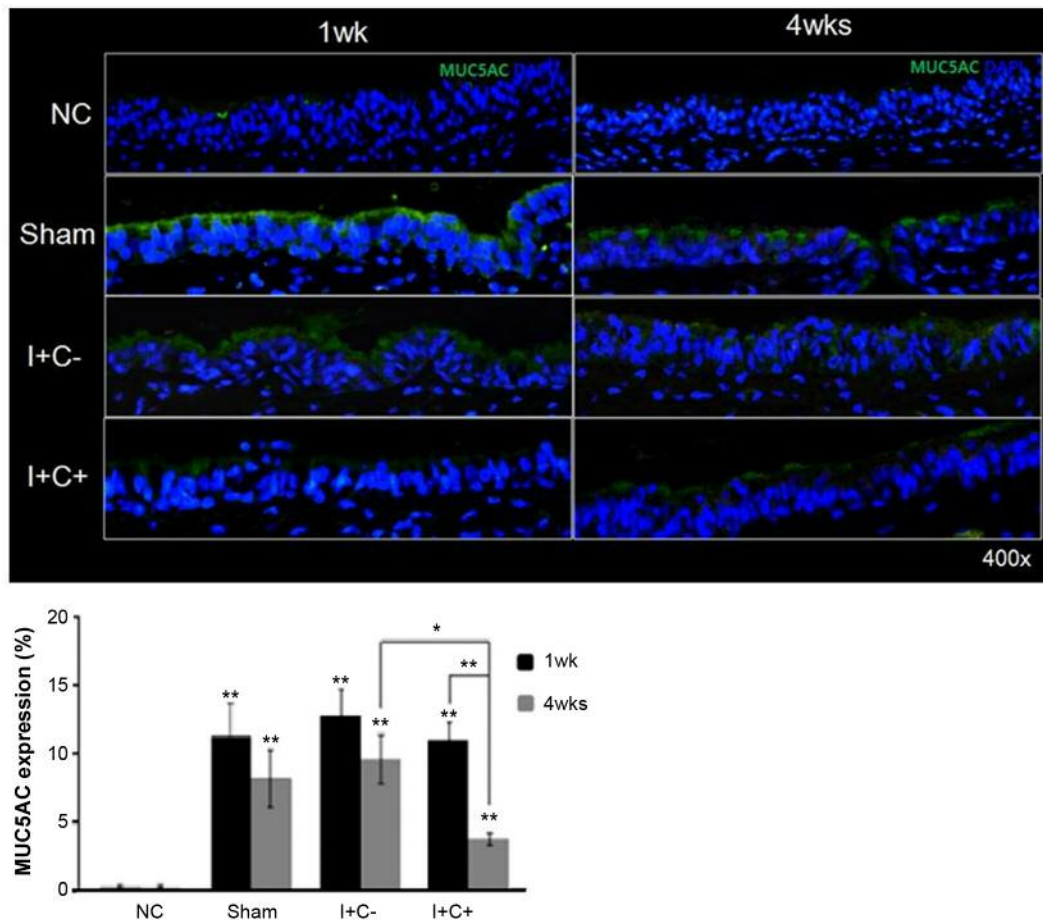 1wk 4wks
MUC5AC DAPI MUC5AC DAPI
NC
Sham
I+C-
I+C+
400x
20
* 
** 1wk
** 4wks
15
** ** ** **
10
5
**
0
MUC5AC expression (%)
NC Sham I+C- I+C+